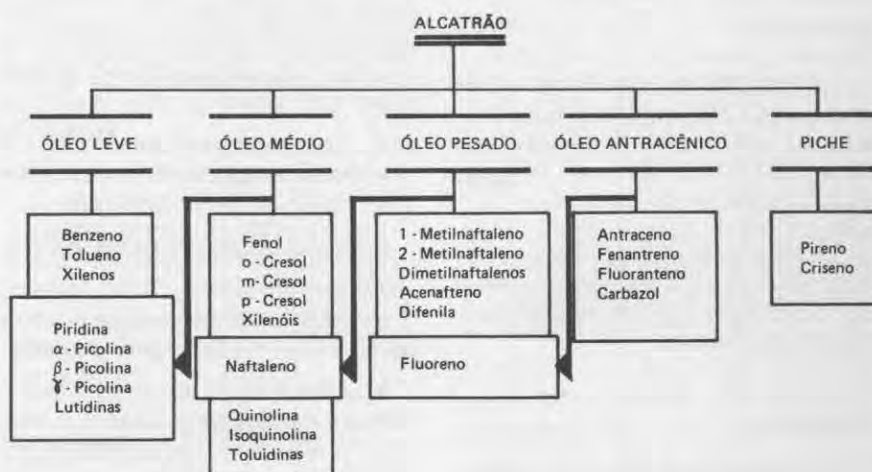 ALCATRÃO
ÓLEO LEVE
ÓLEO MÉDIO
ÓLEO PESADO
ÓLEO ANTRACÊNICO
PICHE
Benzeno
Tolueno
Xilenos
Piridina
α - Picolina
β - Picolina
ɣ - Picolina
Lutidinas
Fenol
o - Cresol
m - Cresol
p - Cresol
Xilenóis
Naftaleno
Quinolina
Isoquinolina
Toluidinas
1 - Metilnaftaleno
2 - Metilnaftaleno
Dimetilnaftalenos
Acenafteno
Difenila
Fluoreno
Antraceno
Fenantreno
Fluoranteno
Carbazol
Pireno
Criseno